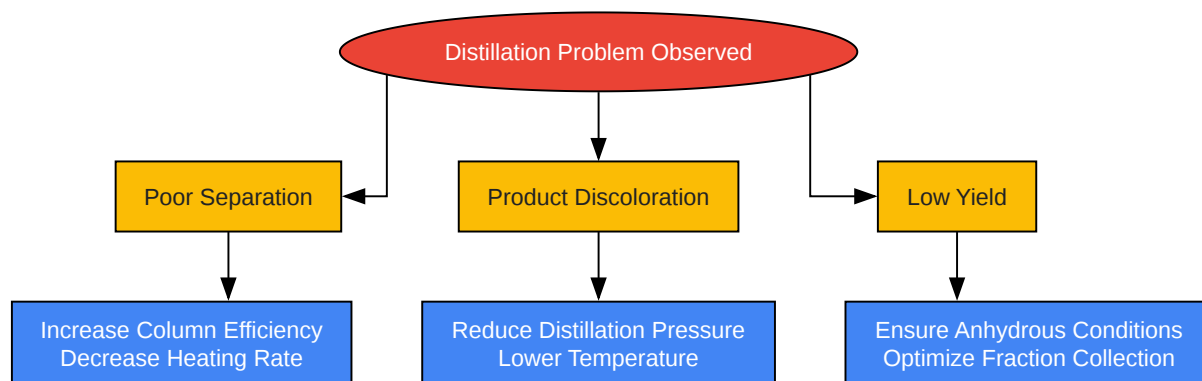 Distillation Problem Observed
Poor Separation
Product Discoloration
Low Yield
Increase Column Efficiency
Decrease Heating Rate
Reduce Distillation Pressure
Lower Temperature
Ensure Anhydrous Conditions
Optimize Fraction Collection